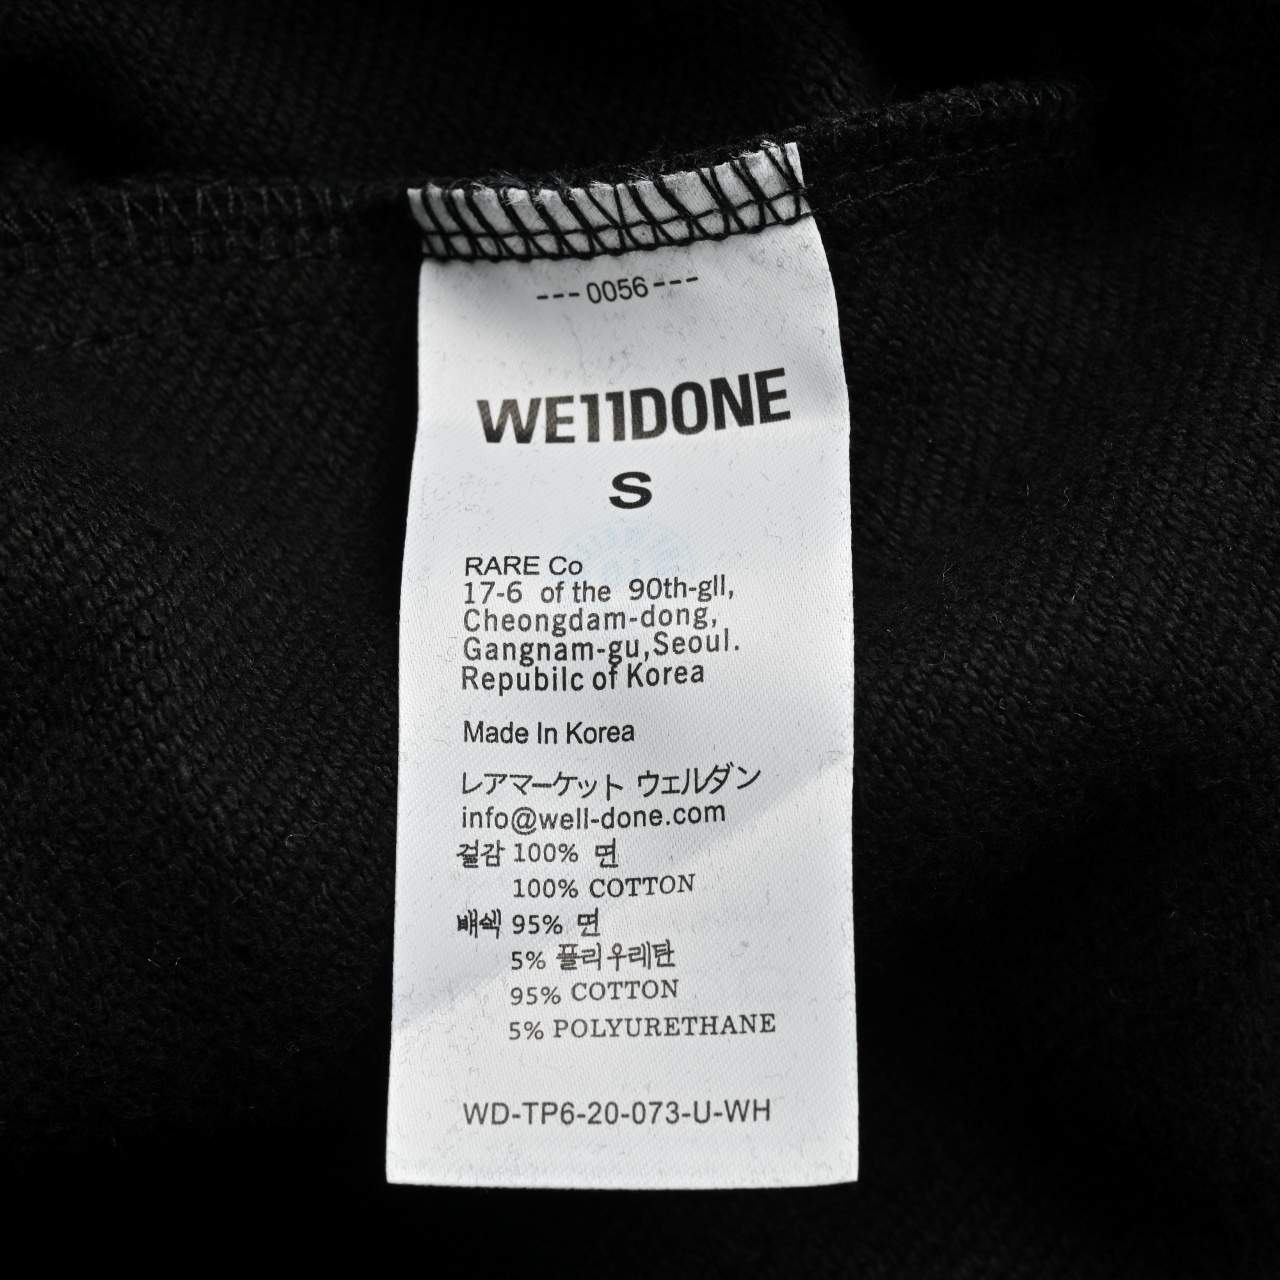 ---0056---
WE11DONE
S
RARE Co
17-6 of the 90th-gll,
Cheongdam-dong,
Gangnam-gu,Seoul.
Repubilc of Korea
Made In Korea
レアマーケット ウェルダン
info@well-done.com
겉감 100% 면
100% COTTON
배색 95% 면
5% 폴리우레탄
95% COTTON
5% POLYURETHANE
WD-TP6-20-073-U-WH